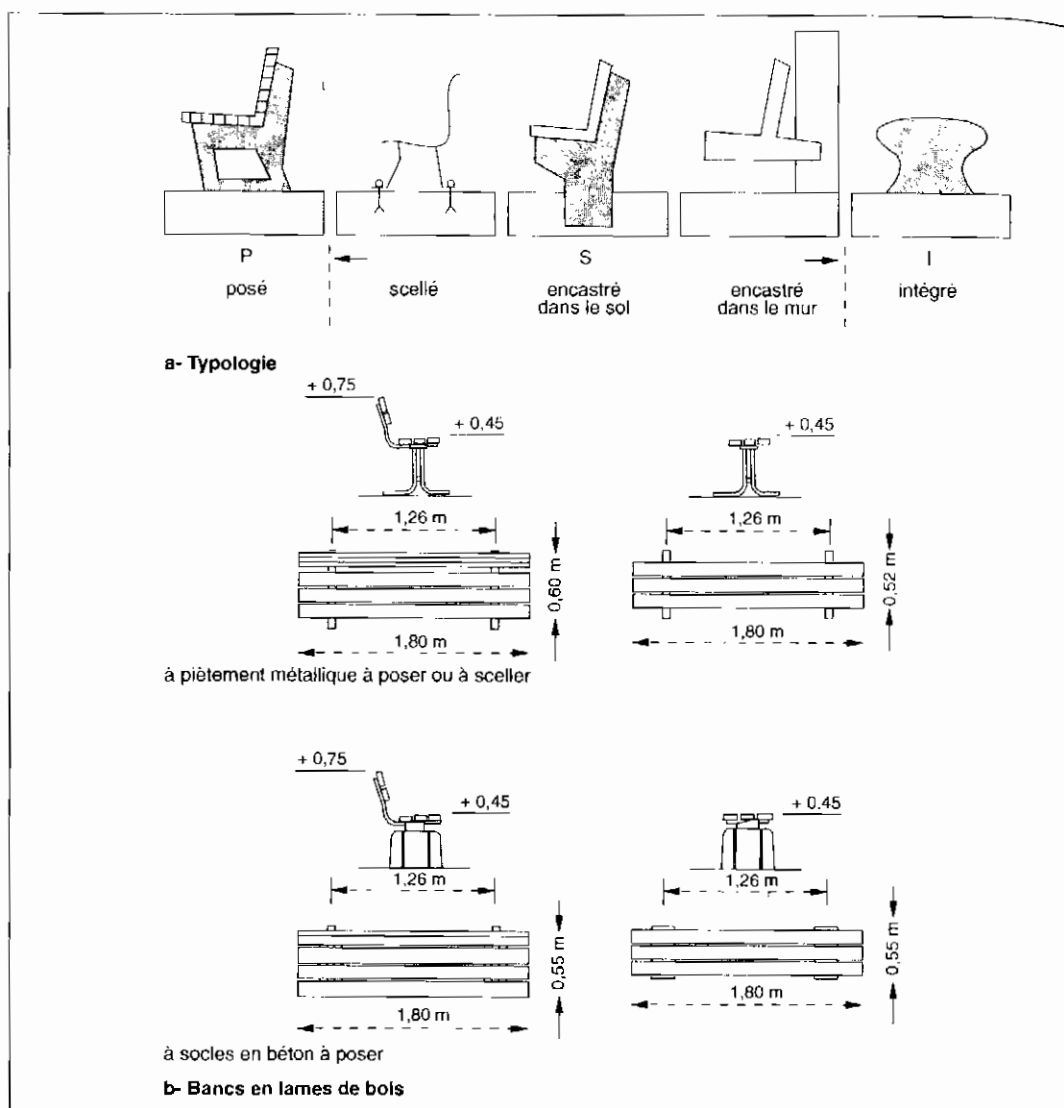 P S I
posé scellé encastré encastré intégré
dans le sol dans le mur
a- Typologie
+ 0,75
+ 0,45 + 0,45
1,26 m 1,26 m
0,60 m 0,52 m
1,80 m 1,80 m
à piètement métallique à poser ou à sceller
+ 0,75
+ 0,45 + 0.45
1,26 m 1,26 m
0,55 m 0,55 m
1,80 m 1,80 m
à socles en béton à poser
b- Bancs en lames de bois